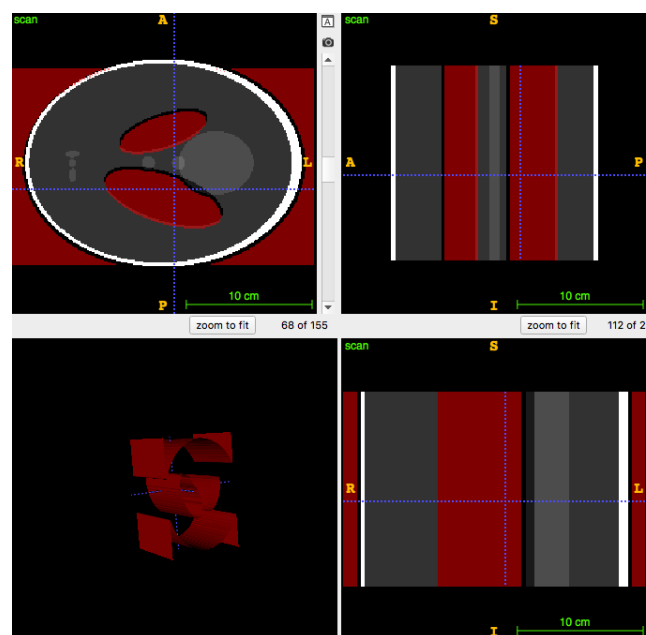 scan
A
A
R
L
P
10 cm
zoom to fit
68 of 155
scan
S
A
P
I
10 cm
zoom to fit
112 of 2
scan
S
R
L
I
10 cm